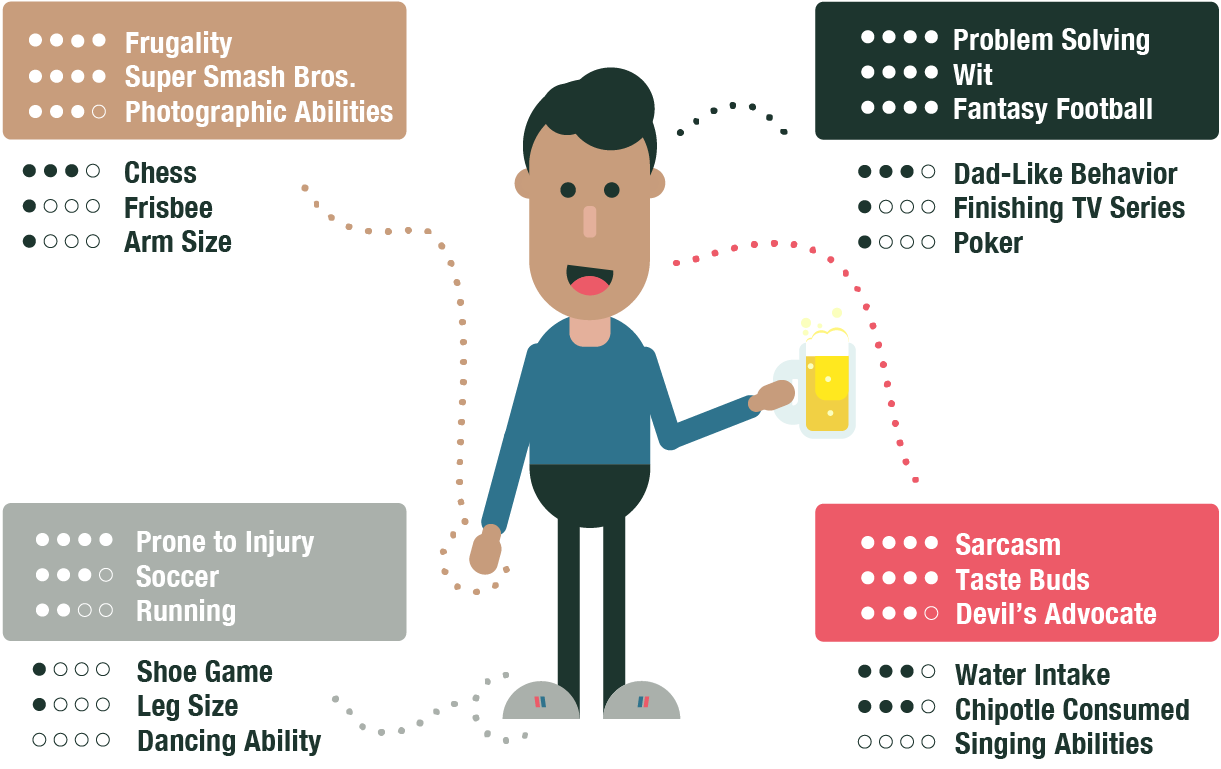 Frugality
Super Smash Bros.
Photographic Abilities
Chess
Frisbee
Arm Size
Problem Solving
Wit
Fantasy Football
Dad-Like Behavior
Finishing TV Series
Poker
Prone to Injury
Soccer
Running
Shoe Game
Leg Size
Dancing Ability
Sarcasm
Taste Buds
Devil’s Advocate
Water Intake
Chipotle Consumed
Singing Abilities